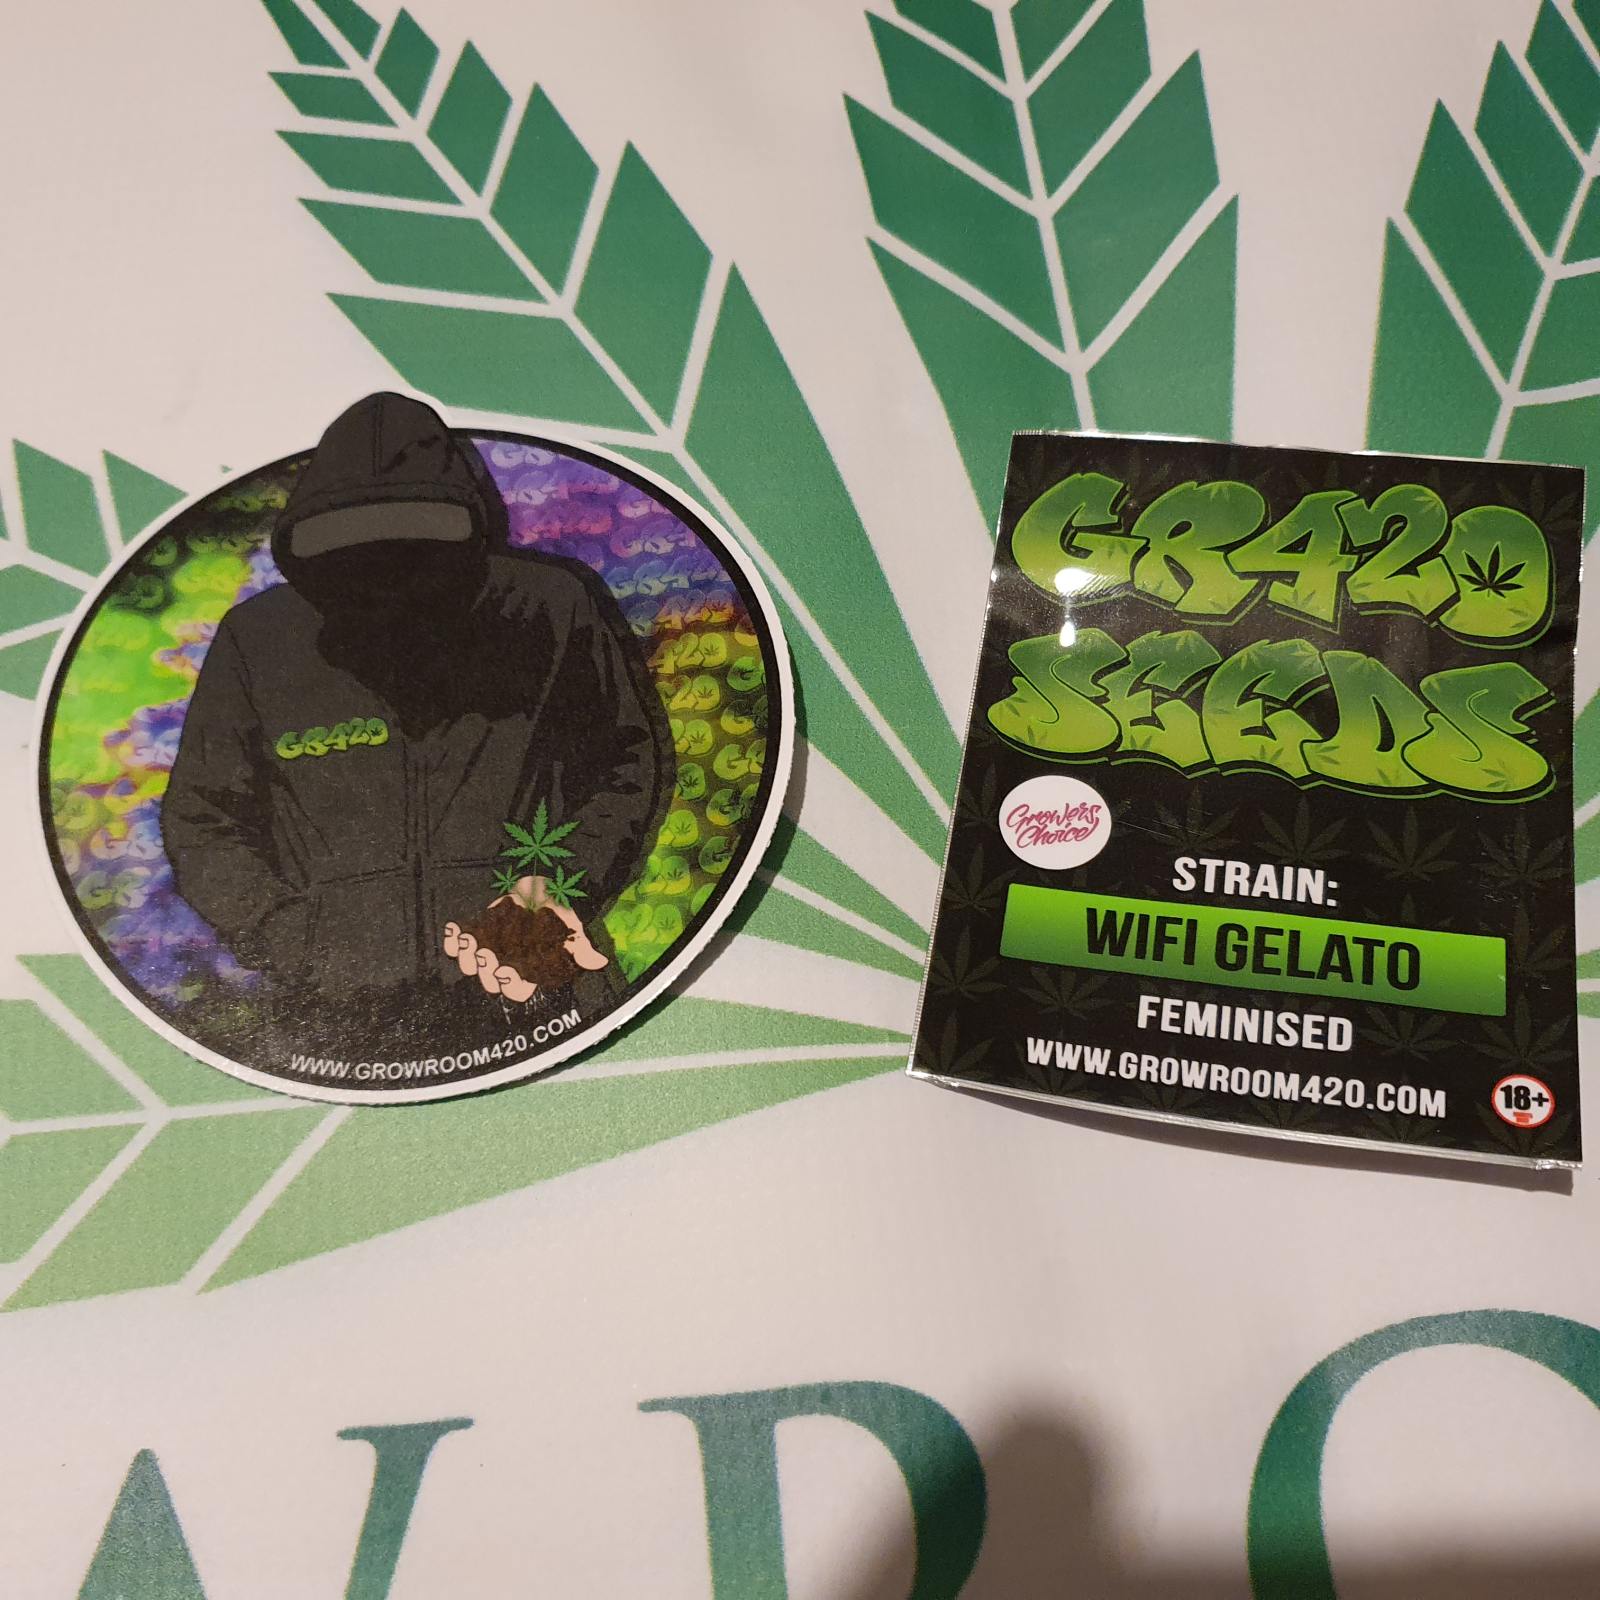 GR420
WWW.GROWROOM420.COM
GR420
SEEDS
Growers
Choice
STRAIN:
WIFI GELATO
FEMINISED
WWW.GROWROOM420.COM
18+